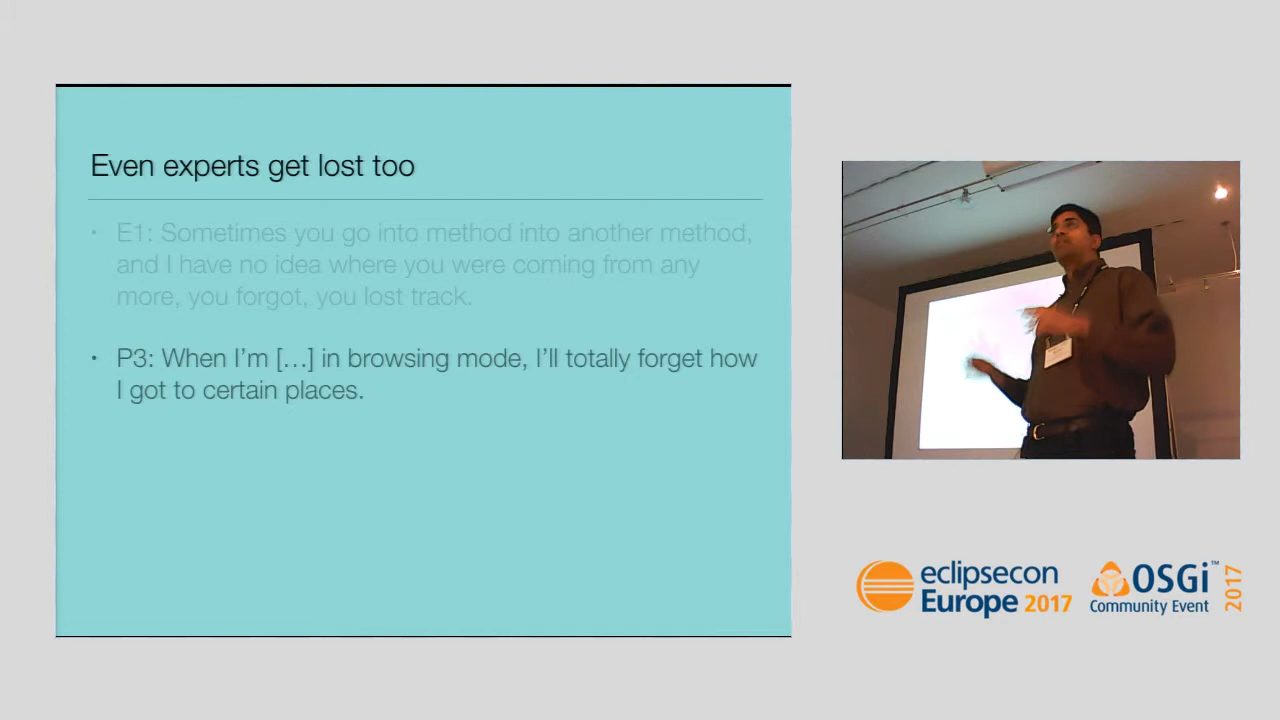 Even experts get lost too
• E1: Sometimes you go into method into another method,
and I have no idea where you were coming from any
more, you forgot, you lost track.
• P3: When I’m […] in browsing mode, I’ll totally forget how
I got to certain places.
eclipsecon
Europe 2017
OSGi™
Community Event
2017